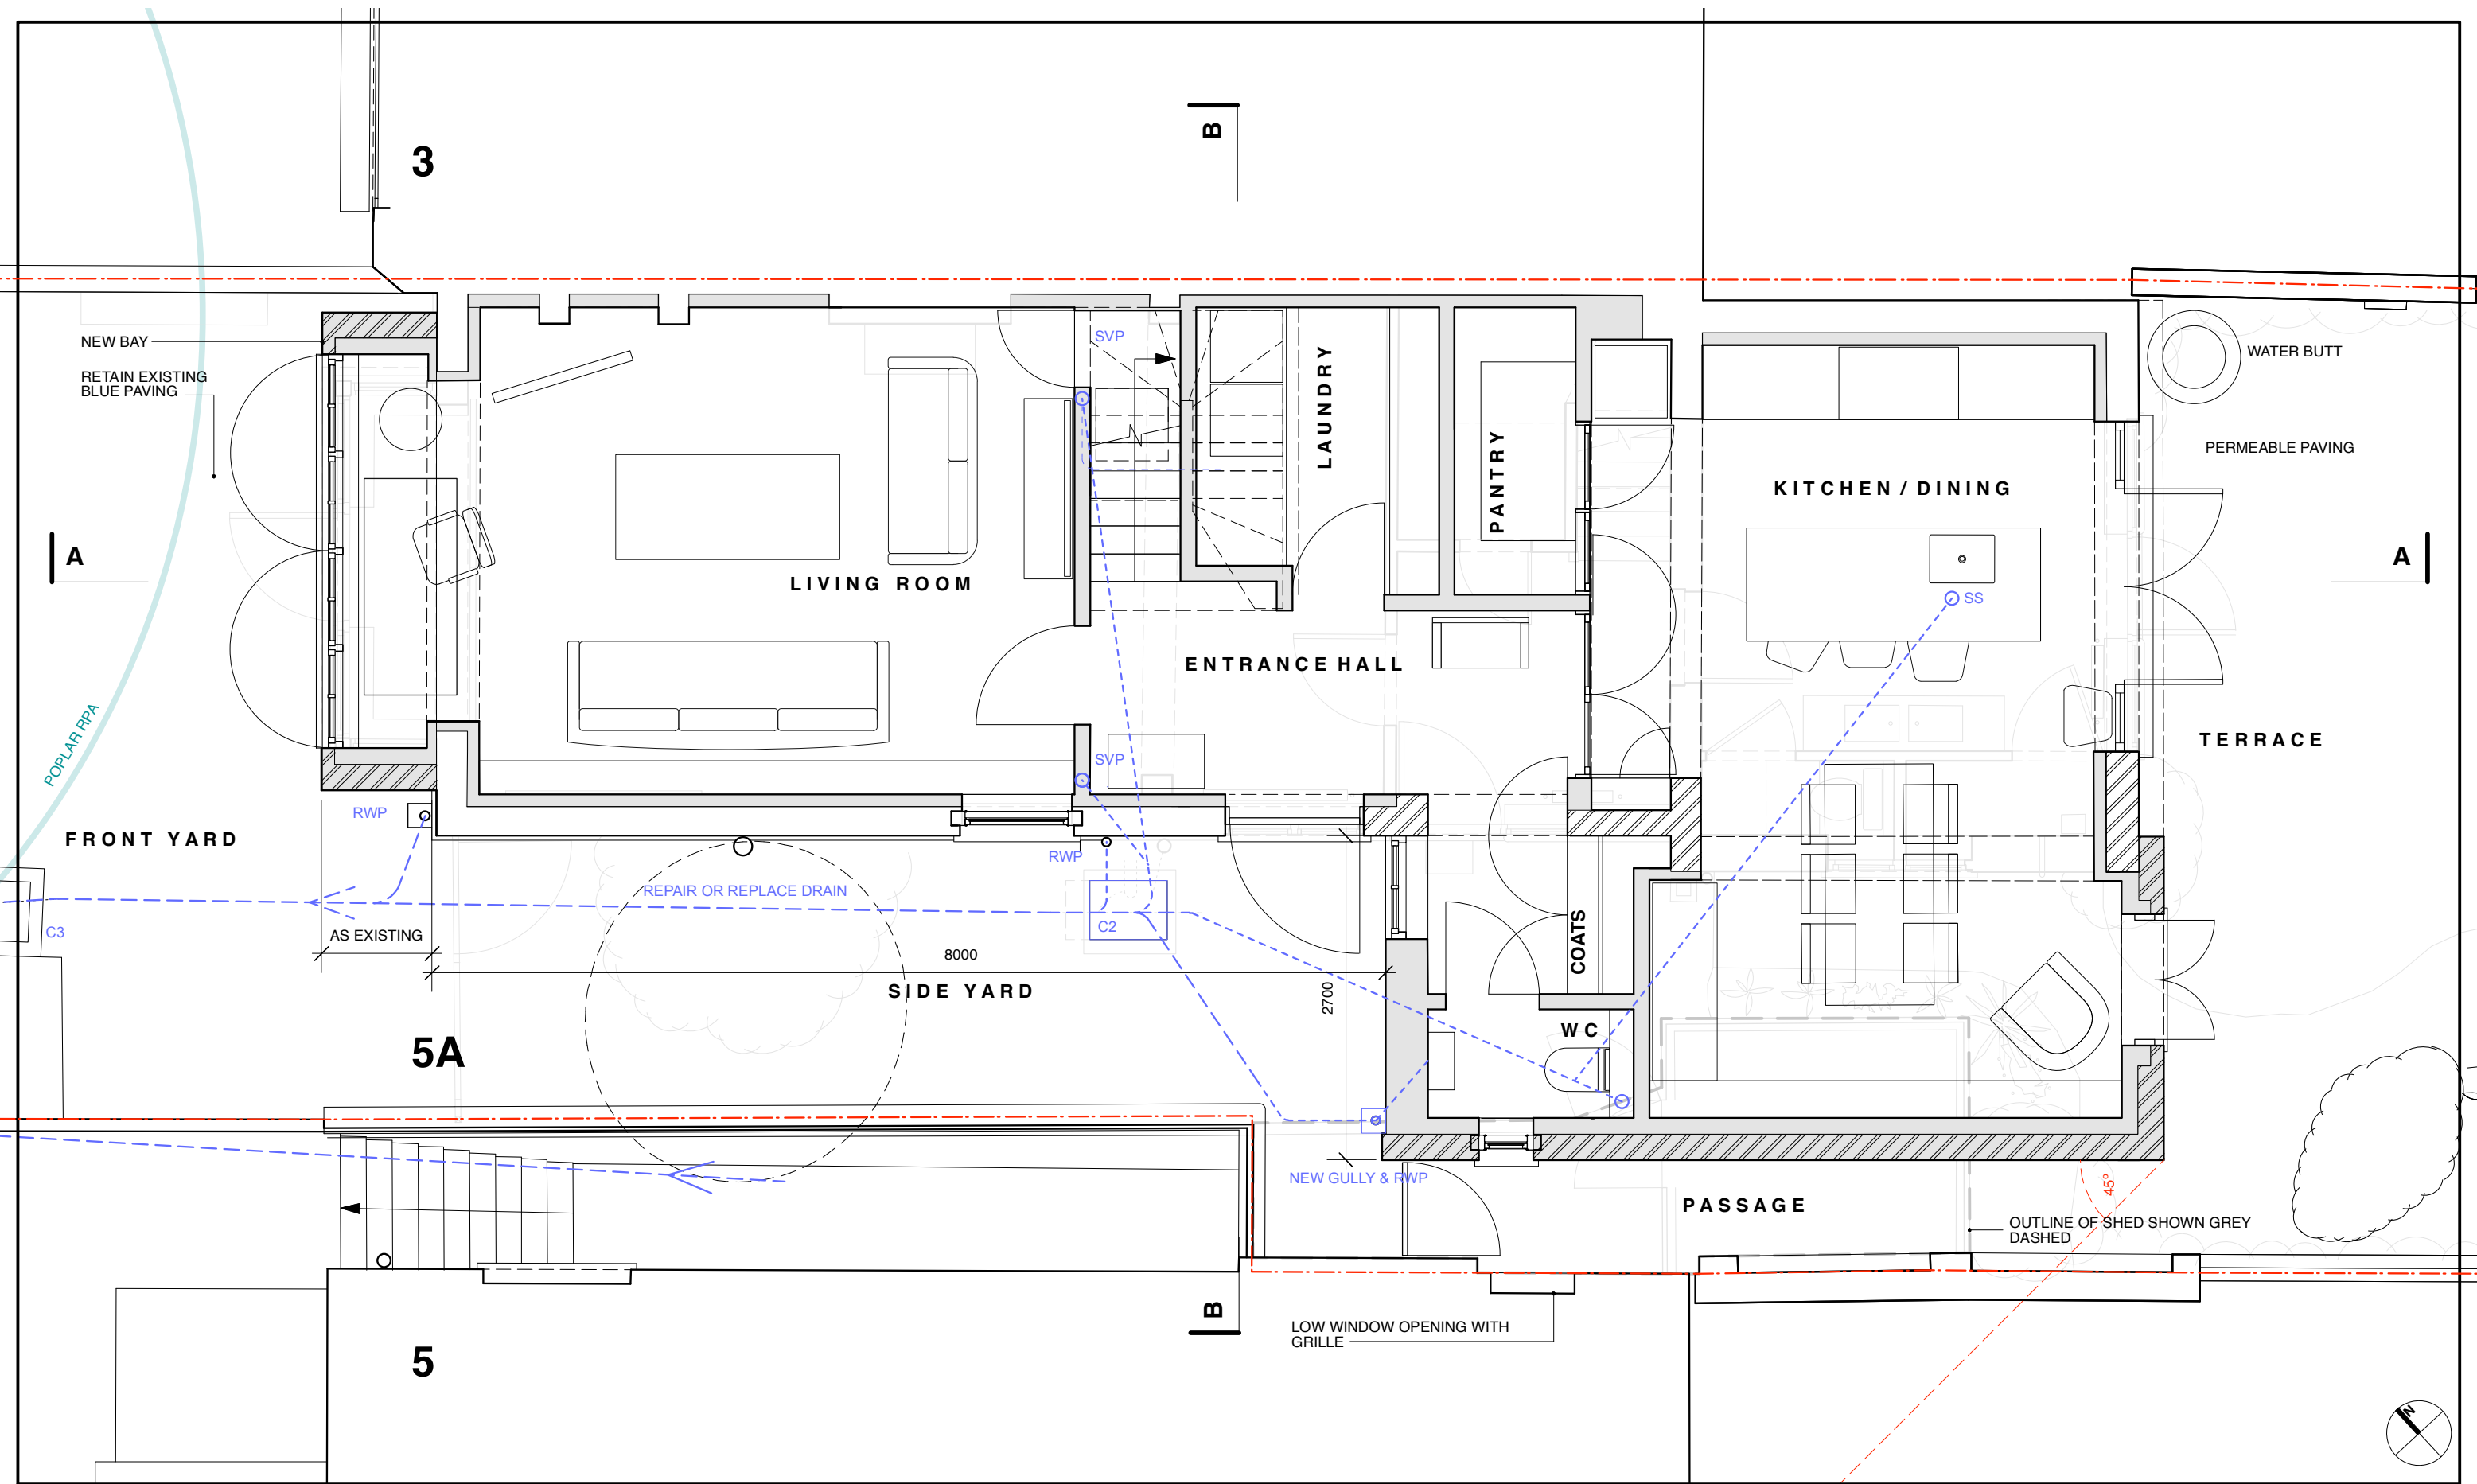 B
3
NEW BAY
RETAIN EXISTING
BLUE PAVING
SVP
LAUNDRY
PANTRY
WATER BUTT
PERMEABLE PAVING
KITCHEN / DINING
A
A
LIVING ROOM
SS
ENTRANCE HALL
POPLAR RPA
SVP
TERRACE
RWP
FRONT YARD
RWP
REPAIR OR REPLACE DRAIN
C3
AS EXISTING
C2
COATS
8000
SIDE YARD
2700
WC
5A
NEW GULLY & RWP
PASSAGE
45°
OUTLINE OF SHED SHOWN GREY
DASHED
B
LOW WINDOW OPENING WITH
GRILLE
5
N